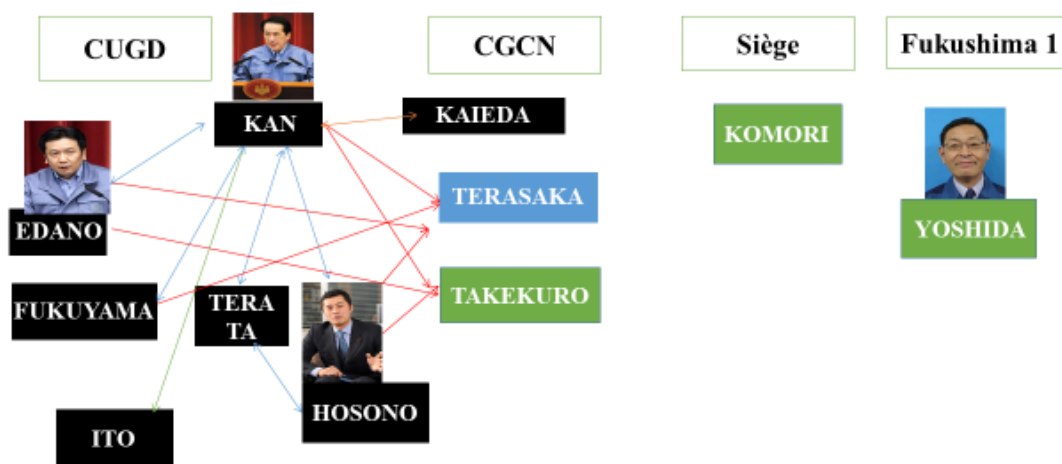 CUGD
CGCN
Siège
Fukushima 1
KAN
KAIEDA
KOMORI
TERASAKA
EDANO
YOSHIDA
FUKUYAMA
TERA
TA
TAKEKURO
HOSONO
ITO